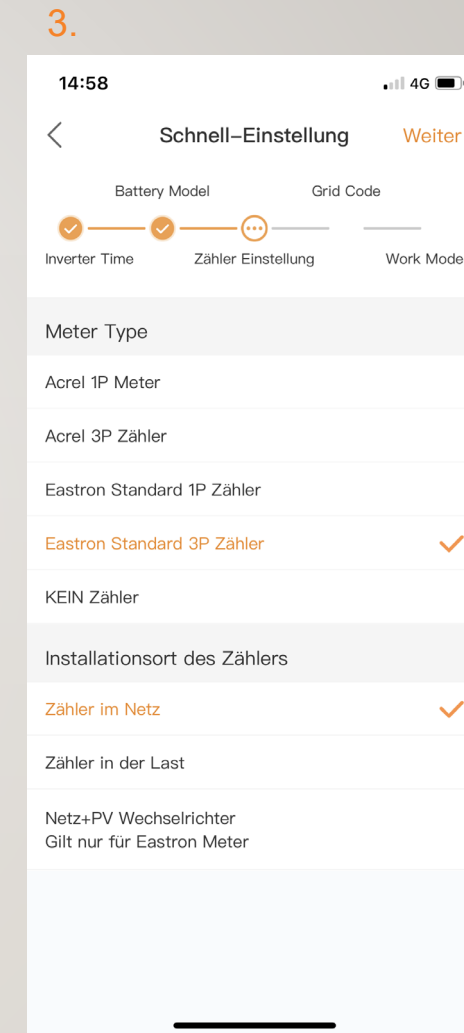 3.
14:58
4G
Schnell-Einstellung
Weiter
Battery Model
Grid Code
Inverter Time
Zähler Einstellung
Work Mode
Meter Type
Acrel 1P Meter
Acrel 3P Zähler
Eastron Standard 1P Zähler
Eastron Standard 3P Zähler
KEIN Zähler
Installationsort des Zählers
Zähler im Netz
Zähler in der Last
Netz+PV Wechselrichter
Gilt nur für Eastron Meter